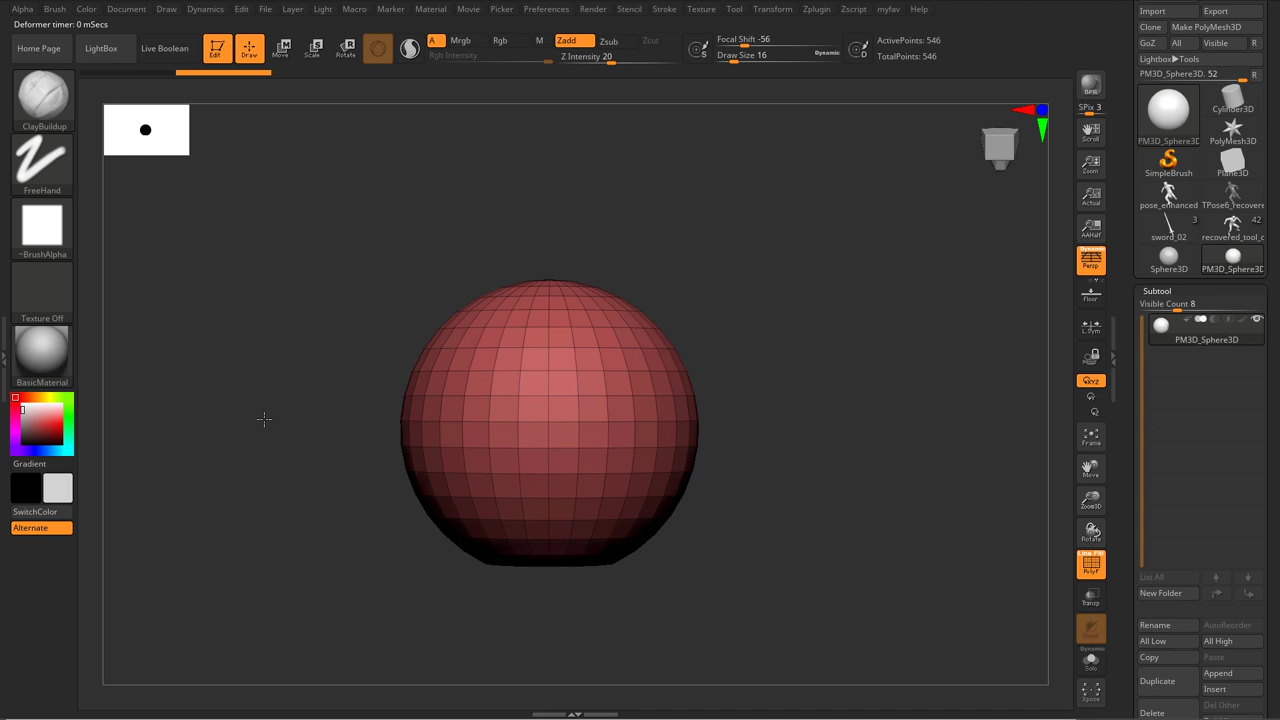 Alpha Brush Color Document Draw Dynamics Edit File Layer Light Macro Marker Material Movie Picker Preferences Render Stencil Stroke Texture Tool Transform Zplugin Zscript myfav Help
Deformer timer: 0 mSecs
Home Page LightBox Live Boolean Edit Draw Move Scale Rotate
A Mrgb Rgb M Zadd Zsub Zcut
Rgb Intensity Z Intensity 20
S Focal Shift -56
Draw Size 16 Dynamic D
ActivePoints: 546
TotalPoints: 546
ClayBuildup
FreeHand
~BrushAlpha
Texture Off
BasicMaterial
Gradient
SwitchColor
Alternate
BPR
SPix 3
Scroll
Zoom
Actual
AAHalf
Dynamic
Persp
Floor
L.Sym
XYZ
Frame
Move
Zoom3D
Rotate
Line Fill
PolyF
Transp
Ghost
Dynamic
Solo
Xpose
Import Export
Clone Make PolyMesh3D
GoZ All Visible R
Lightbox▶Tools
PM3D_Sphere3D. 52 R
PM3D_Sphere3D Cylinder3D
PolyMesh3D
SimpleBrush Plane3D
pose_enhanced TPose6_recovere
3 42
sword_02 recovered_tool_c
Sphere3D PM3D_Sphere3D
Subtool
Visible Count 8
PM3D_Sphere3D
List All
New Folder
Rename AutoReorder
All Low All High
Copy Paste
Duplicate Append
Insert
Delete Del Other